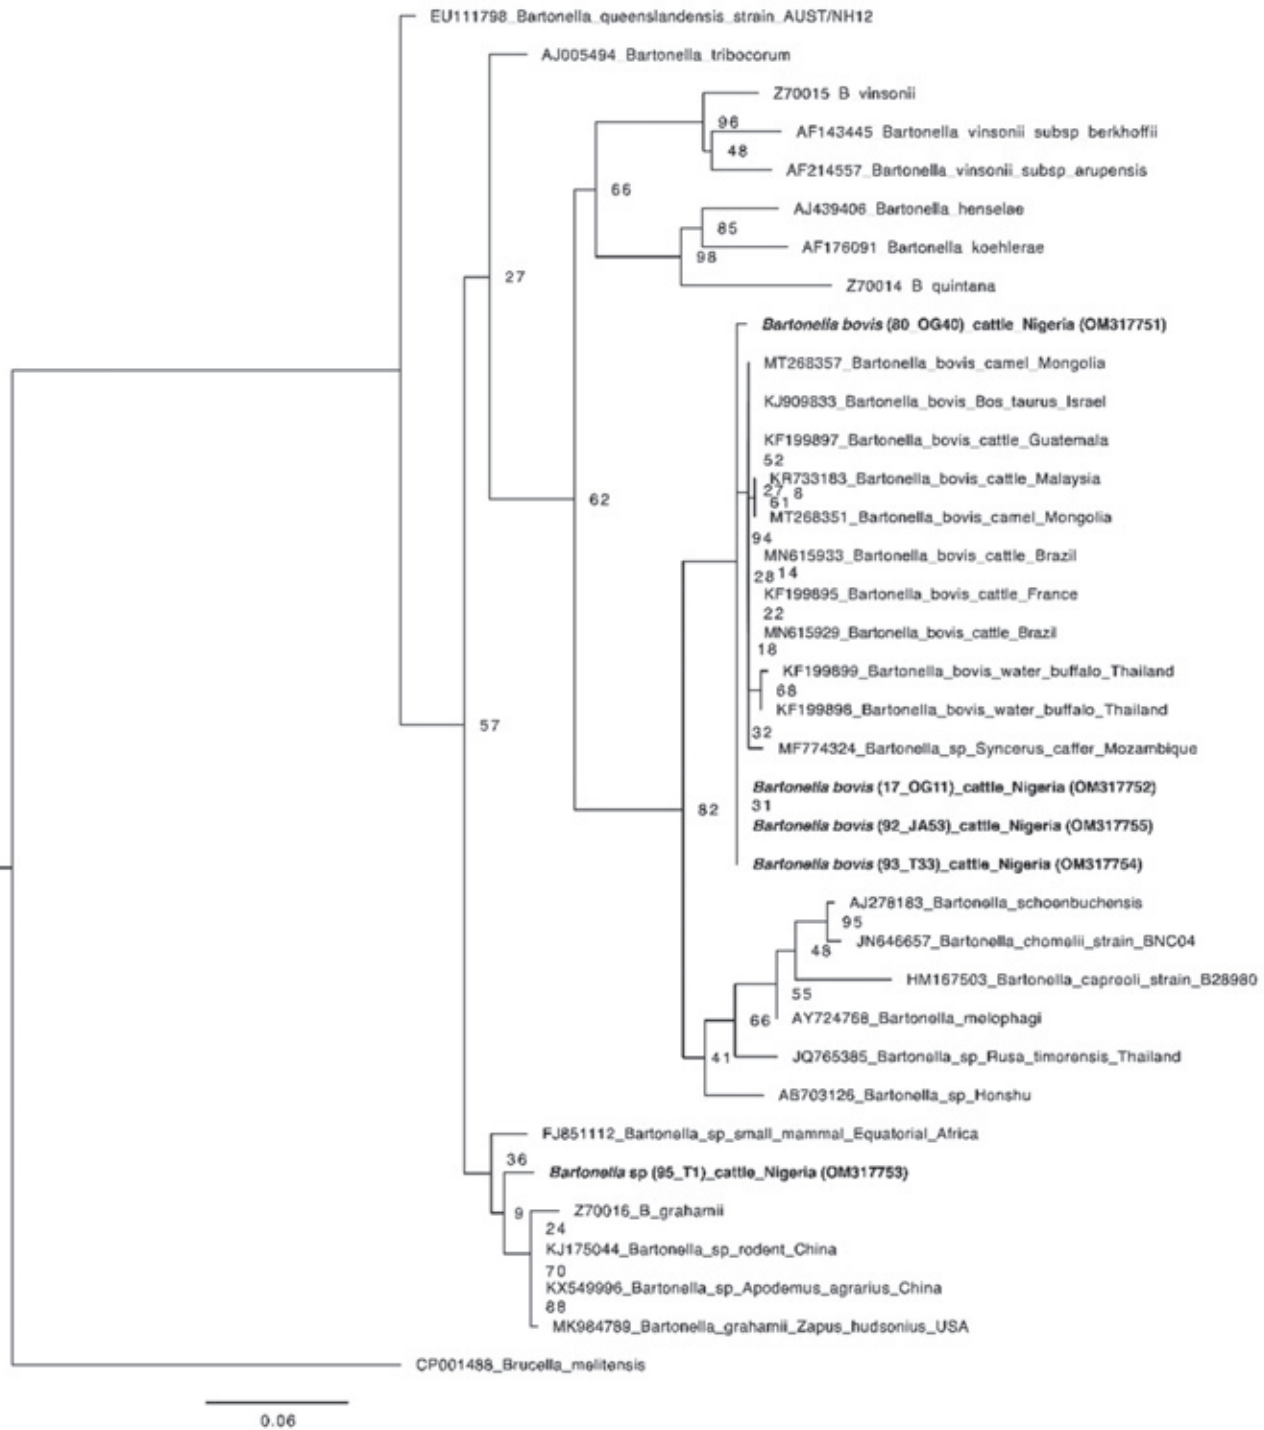 EU111798_Bartonella_queenslandensis_strain_AUST/NH12
AJ005494_Bartonella_tribocorum
Z70015_B_vinsonii
96
AF143445_Bartonella_vinsonii_subsp_berkhoffii
48
AF214557_Bartonella_vinsonii_subsp_arupensis
66
AJ439406_Bartonella_henselae
85
AF176091_Bartonella_koehlerae
98
27
Z70014_B_quintana
Bartonella bovis (80_OG40)_cattle_Nigeria (OM317751)
MT268357_Bartonella_bovis_camel_Mongolia
KJ909833_Bartonella_bovis_Bos_taurus_Israel
KF199897_Bartonella_bovis_cattle_Guatemala
52
KR733183_Bartonella_bovis_cattle_Malaysia
27 8
61
62
MT268351_Bartonella_bovis_camel_Mongolia
94
MN615933_Bartonella_bovis_cattle_Brazil
28 14
KF199895_Bartonella_bovis_cattle_France
22
MN615929_Bartonella_bovis_cattle_Brazil
18
KF199899_Bartonella_bovis_water_buffalo_Thailand
68
KF199898_Bartonella_bovis_water_buffalo_Thailand
57
32
MF774324_Bartonella_sp_Syncerus_caffer_Mozambique
Bartonella bovis (17_OG11)_cattle_Nigeria (OM317752)
31
82
Bartonella bovis (92_JA53)_cattle_Nigeria (OM317755)
Bartonella bovis (93_T33)_cattle_Nigeria (OM317754)
AJ278183_Bartonella_schoenbuchensis
95
JN646657_Bartonella_chomelii_strain_BNC04
48
HM167503_Bartonella_capreoli_strain_B28980
55
66
AY724768_Bartonella_melophagi
41
JQ765385_Bartonella_sp_Rusa_timorensis_Thailand
AB703126_Bartonella_sp_Honshu
FJ851112_Bartonella_sp_small_mammal_Equatorial_Africa
36
Bartonella sp (95_T1)_cattle_Nigeria (OM317753)
9
Z70016_B_grahamii
24
KJ175044_Bartonella_sp_rodent_China
70
KX549996_Bartonella_sp_Apodemus_agrarius_China
88
MK984789_Bartonella_grahamii_Zapus_hudsonius_USA
CP001488_Brucella_melitensis
0.06